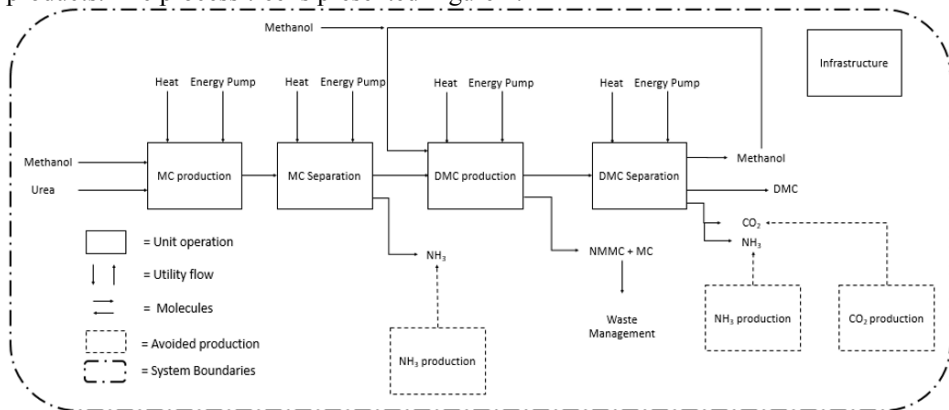 Methanol
Infrastructure
Heat Energy Pump Heat Energy Pump Heat Energy Pump Heat Energy Pump
Methanol
Urea
MC production
MC Separation
DMC production
DMC Separation
Methanol
DMC
CO₂
NH₃
NH₃
NMMC + MC
Waste
Management
NH₃ production
NH₃ production
CO₂ production
= Unit operation
= Utility flow
= Molecules
= Avoided production
= System Boundaries